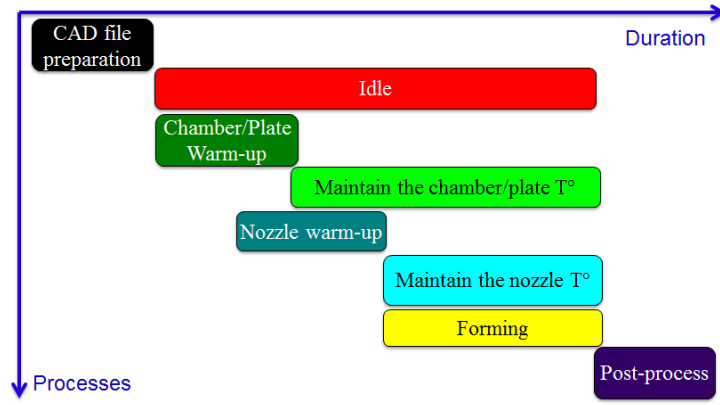 CAD file
preparation
Duration
Idle
Chamber/Plate
Warm-up
Maintain the chamber/plate T°
Nozzle warm-up
Maintain the nozzle T°
Forming
Post-process
Processes